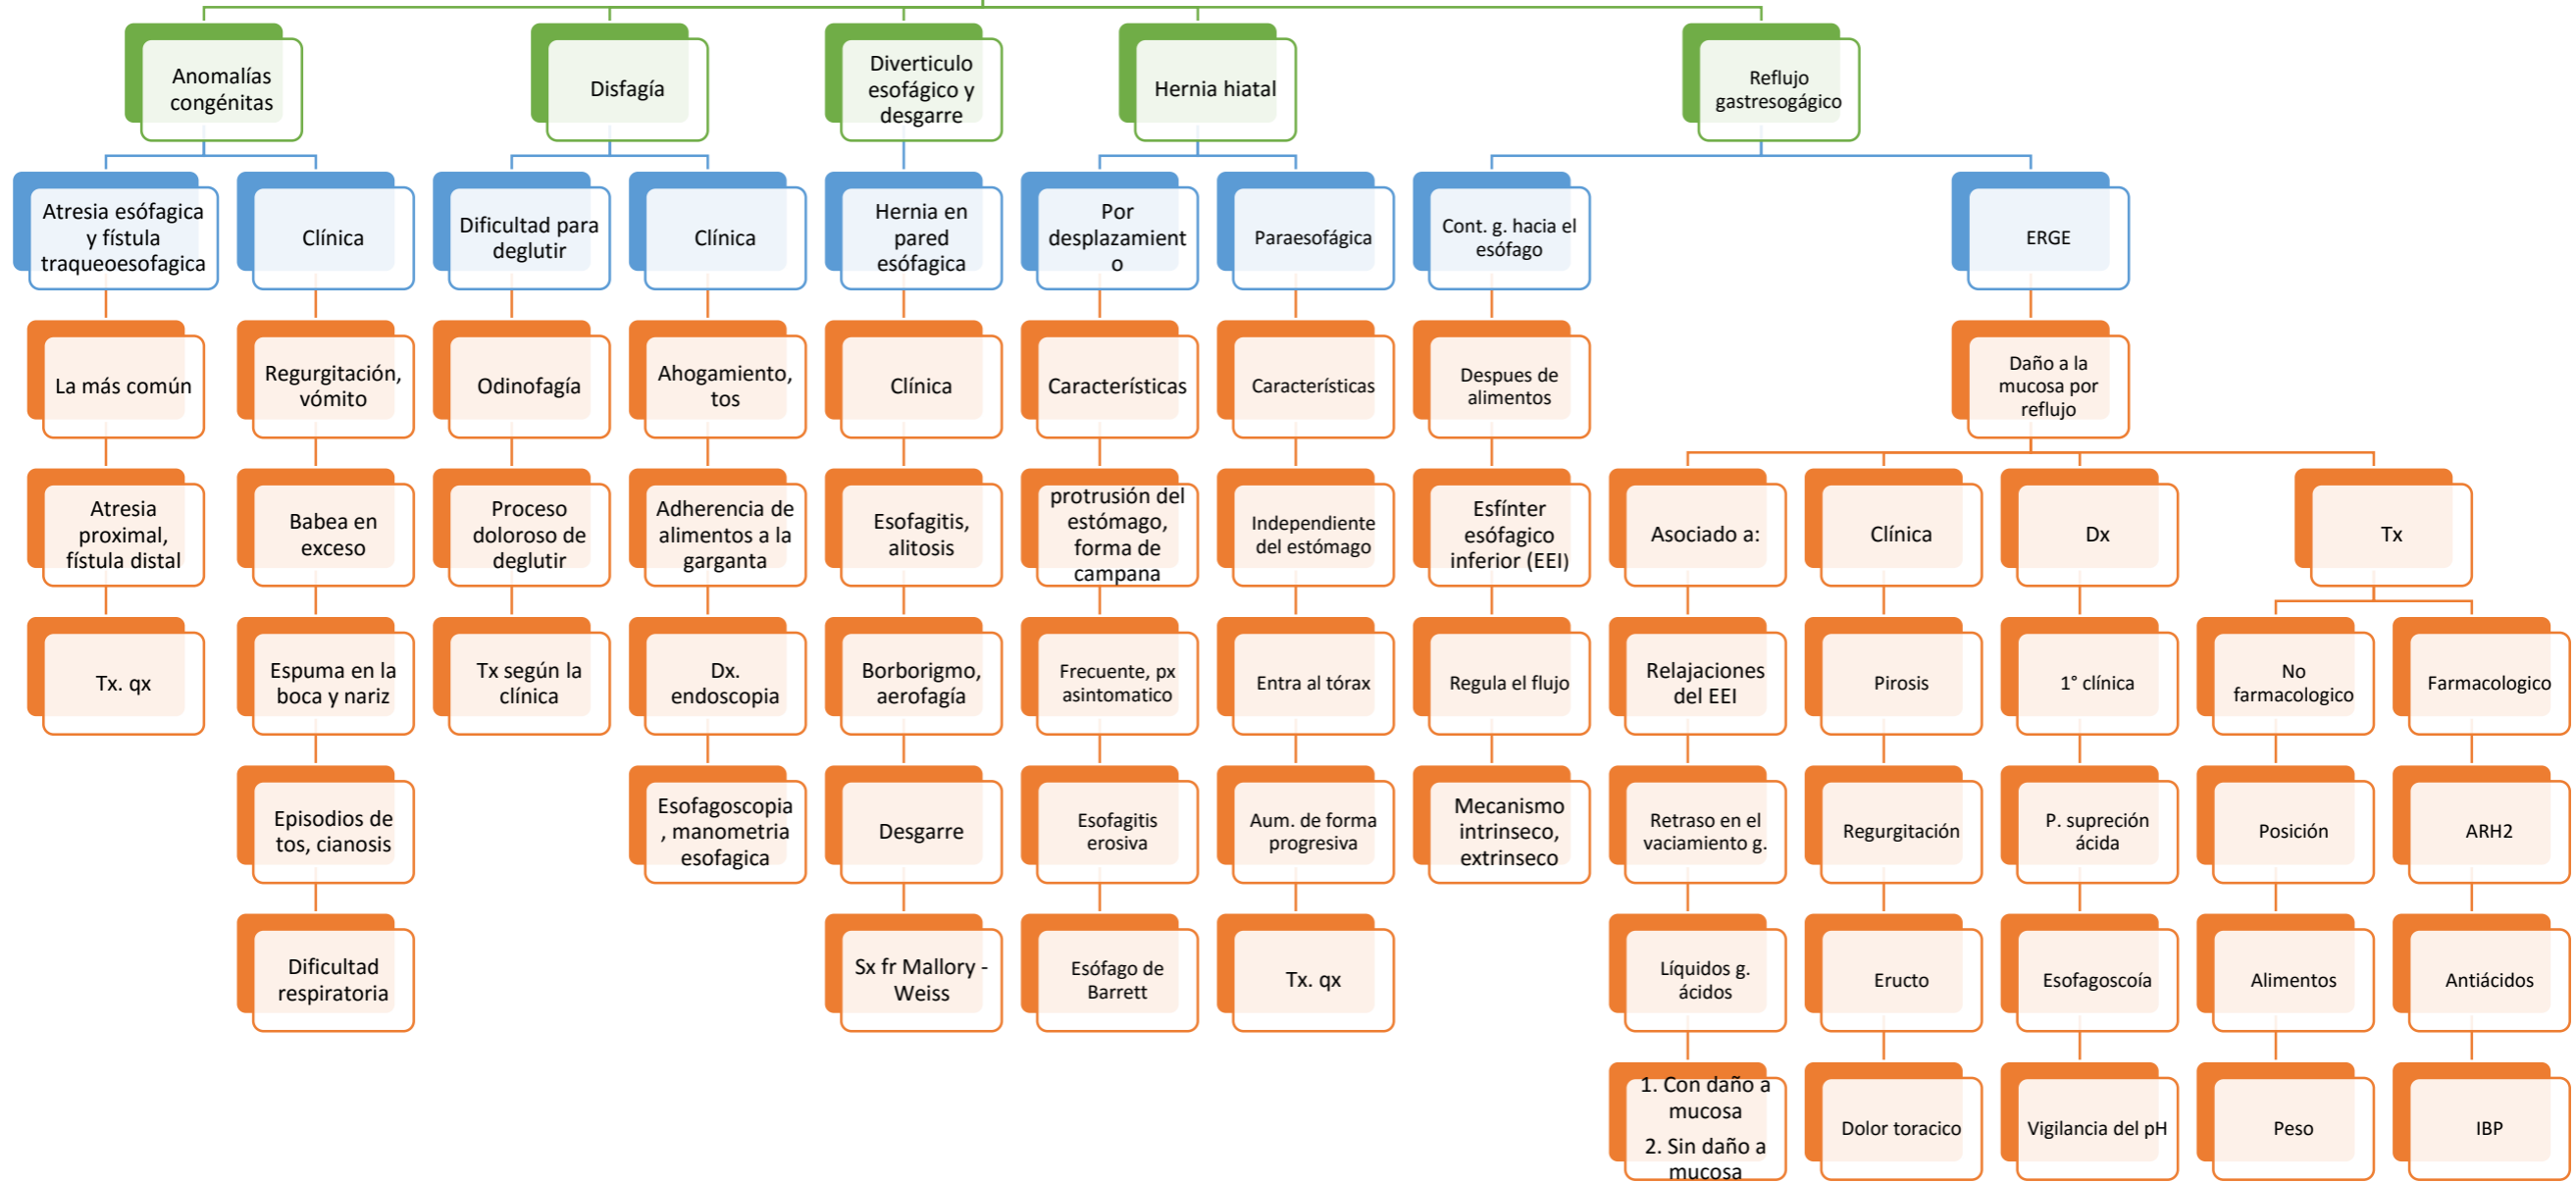 Anomalías
congénitas
Disfagía
Diverticulo
esofágico y
desgarre
Hernia hiatal
Reflujo
gastresogágico
Atresia esófagica
y fístula
traqueoesofagica
Clínica
Dificultad para
deglutir
Clínica
Hernia en
pared
esófagica
Por
desplazamient
o
Paraesofágica
Cont. g. hacia el
esófago
ERGE
La más común
Regurgitación,
vómito
Odinofagía
Ahogamiento,
tos
Clínica
Características
Características
Despues de
alimentos
Daño a la
mucosa por
reflujo
Atresia
proximal,
fístula distal
Babea en
exceso
Proceso
doloroso de
deglutir
Adherencia de
alimentos a la
garganta
Esofagitis,
alitosis
protrusión del
estómago,
forma de
campana
Independiente
del estómago
Esfínter
esófagico
inferior (EEI)
Asociado a:
Clínica
Dx
Tx
Tx. qx
Espuma en la
boca y nariz
Tx según la
clínica
Dx.
endoscopia
Borborigmo,
aerofagía
Frecuente, px
asintomatico
Entra al tórax
Regula el flujo
Relajaciones
del EEI
Pirosis
1° clínica
No
farmacologico
Farmacologico
Episodios de
tos, cianosis
Esofagoscopia
, manometria
esofagica
Desgarre
Esofagitis
erosiva
Aum. de forma
progresiva
Mecanismo
intrinseco,
extrinseco
Retraso en el
vaciamiento g.
Regurgitación
P. supreción
ácida
Posición
ARH2
Dificultad
respiratoria
Sx fr Mallory -
Weiss
Esófago de
Barrett
Tx. qx
Líquidos g.
ácidos
Eructo
Esofagoscoía
Alimentos
Antiácidos
1. Con daño a
mucosa
2. Sin daño a
mucosa
Dolor toracico
Vigilancia del pH
Peso
IBP